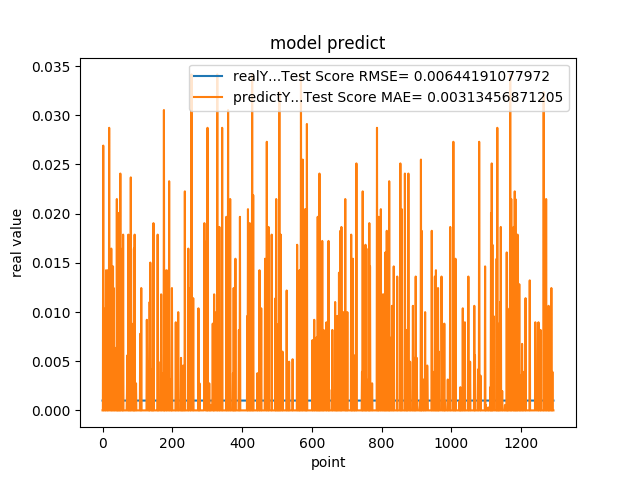 model predict
realY...Test Score RMSE= 0.00644191077972
predictY...Test Score MAE= 0.00313456871205
0.035
0.030
0.025
0.020
0.015
0.010
0.005
0.000
real value
0 200 400 600 800 1000 1200
point